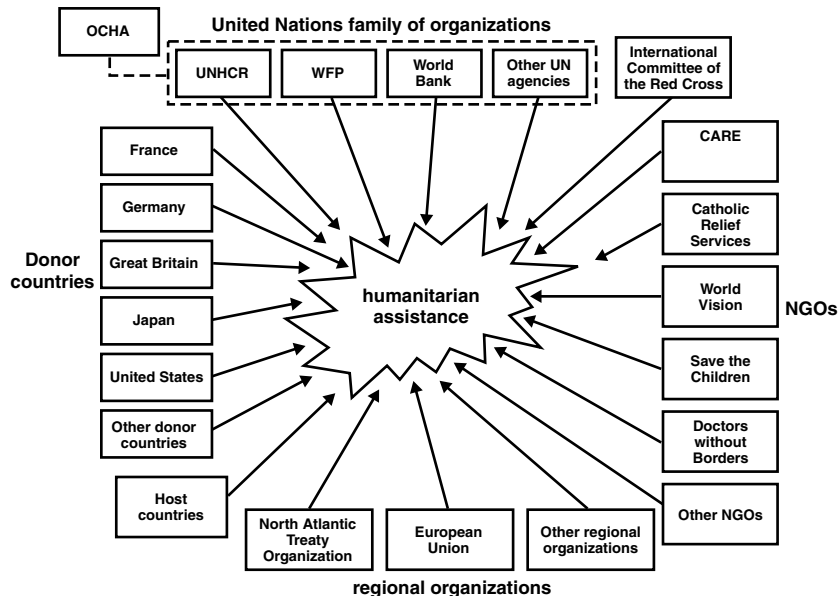 OCHA
United Nations family of organizations
UNHCR
WFP
World
Bank
Other UN
agencies
International
Committee of
the Red Cross
France
Germany
Donor
countries
Great Britain
Japan
United States
Other donor
countries
Host
countries
humanitarian
assistance
CARE
Catholic
Relief
Services
World
Vision
NGOs
Save the
Children
Doctors
without
Borders
Other NGOs
North Atlantic
Treaty
Organization
European
Union
Other regional
organizations
regional organizations